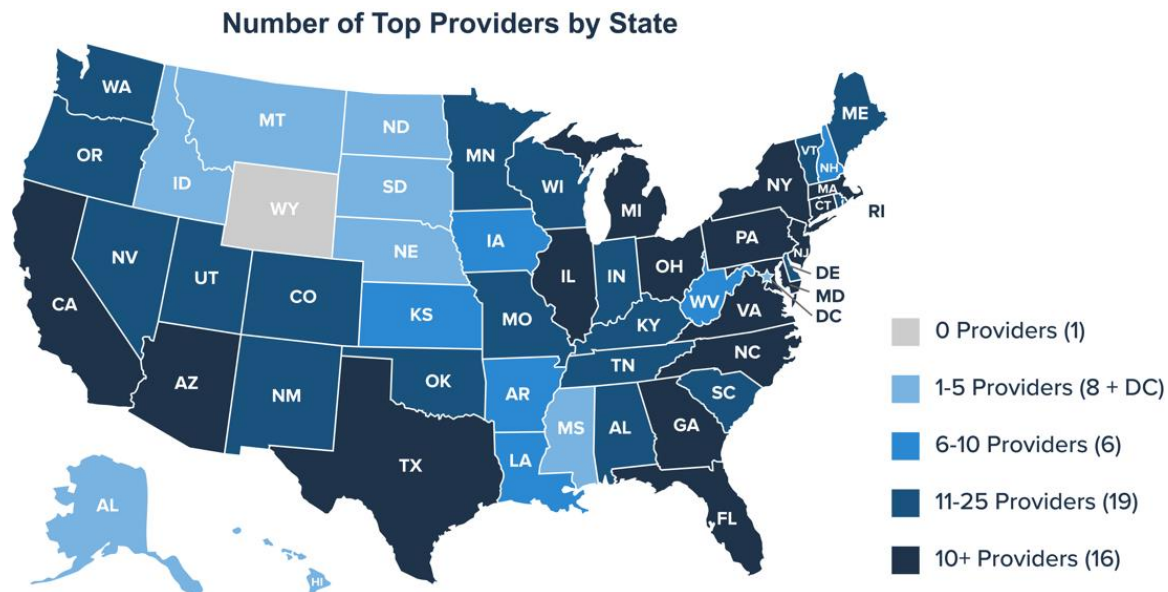 Number of Top Providers by State
WA
MT
ND
MN
ME
OR
ID
SD
WI
VT
NH
NY
MA
CT
RI
WY
MI
IA
NE
PA
NJ
NV
UT
CO
IL
IN
OH
DE
MD
DC
CA
KS
MO
WV
VA
KY
NC
TN
AZ
NM
OK
AR
SC
MS
AL
GA
TX
LA
FL
AL
HI
0 Providers (1)
1-5 Providers (8 + DC)
6-10 Providers (6)
11-25 Providers (19)
10+ Providers (16)